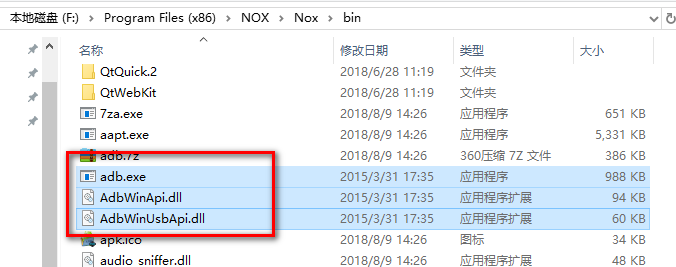 本地磁盘 (F:) › Program Files (x86) › NOX › Nox › bin
名称 修改日期 类型 大小
QtQuick.2 2018/6/28 11:19 文件夹
QtWebKit 2018/6/28 11:19 文件夹
7za.exe 2018/8/9 14:26 应用程序 651 KB
aapt.exe 2018/8/9 14:26 应用程序 5,331 KB
adb.7z 2018/8/9 14:26 360压缩 7Z 文件 386 KB
adb.exe 2015/3/31 17:35 应用程序 988 KB
AdbWinApi.dll 2015/3/31 17:35 应用程序扩展 94 KB
AdbWinUsbApi.dll 2015/3/31 17:35 应用程序扩展 60 KB
apk.ico 2018/8/9 14:26 图标 34 KB
audio_sniffer.dll 2018/8/9 14:26 应用程序扩展 48 KB